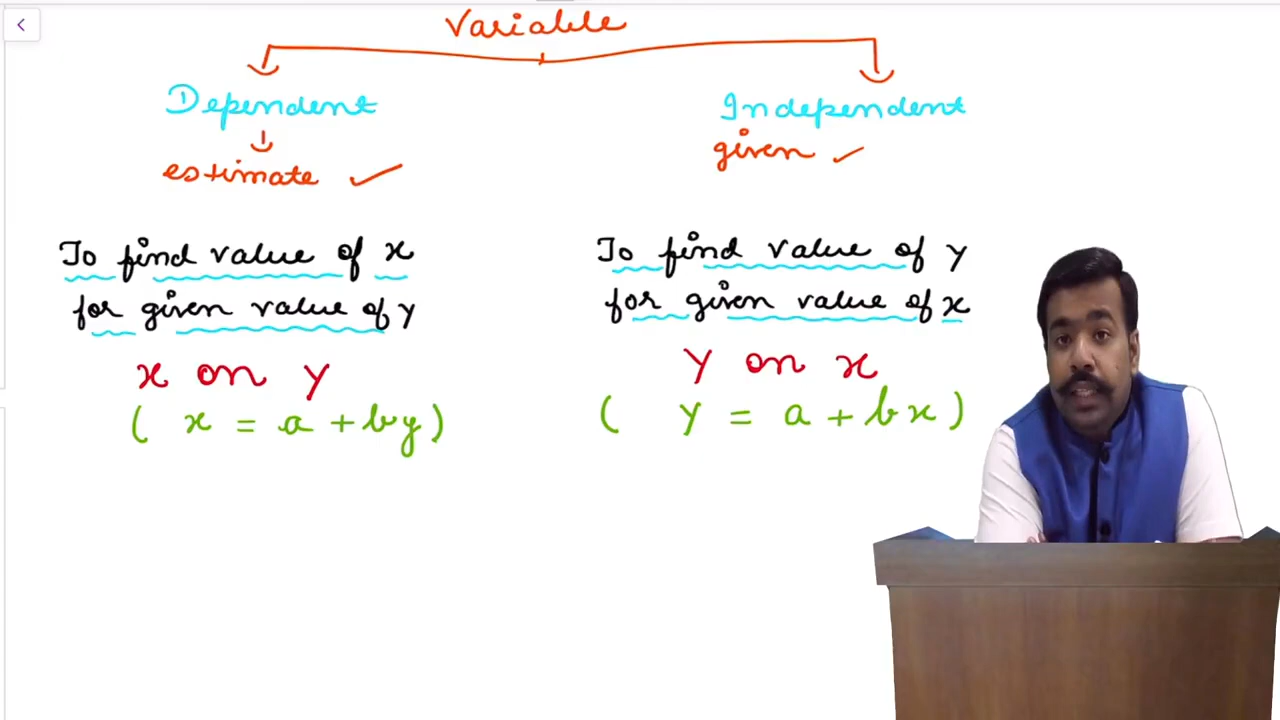 Variable
Dependent
estimate ✓
Independent
given ✓
To find value of x
for given value of y
x on y
( x = a + by )
To find value of y
for given value of x
y on x
( y = a + bx )